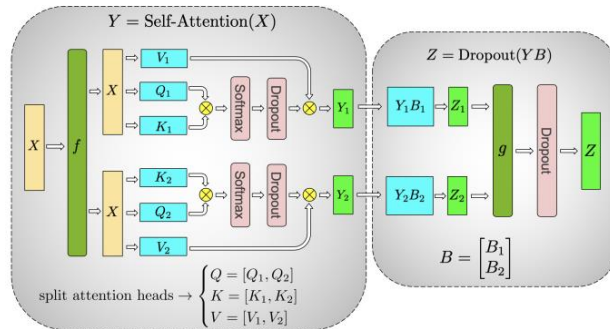 Y = Self-Attention(X)
Z = Dropout(YB)
X
f
X
V₁
Q₁
K₁
Softmax
Dropout
Y₁
Y₁B₁
Z₁
X
K₂
Q₂
V₂
Softmax
Dropout
Y₂
Y₂B₂
Z₂
g
Dropout
Z
split attention heads → { Q = [Q₁, Q₂]
K = [K₁, K₂]
V = [V₁, V₂]
B = [B₁
B₂]